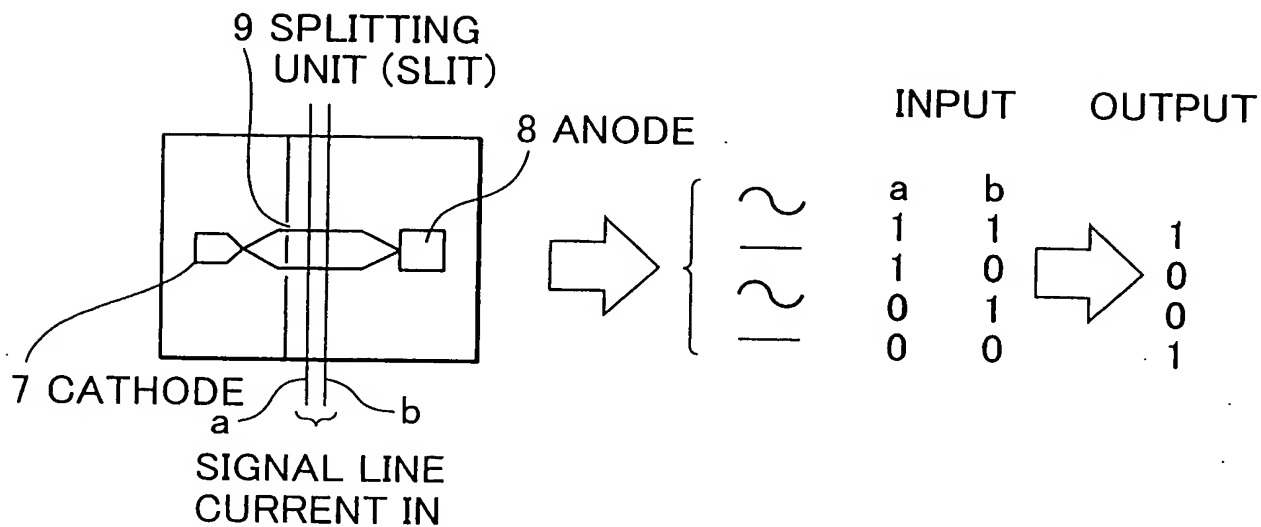 9 SPLITTING
UNIT (SLIT)
8 ANODE
7 CATHODE
a
b
SIGNAL LINE
CURRENT IN
INPUT OUTPUT
a b
1 1 1
1 0 0
0 1 0
0 0 1